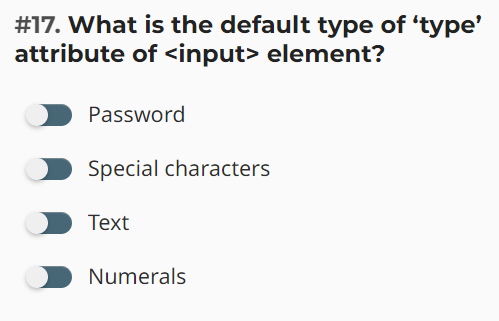 #17. What is the default type of ‘type’
attribute of <input> element?
Password
Special characters
Text
Numerals